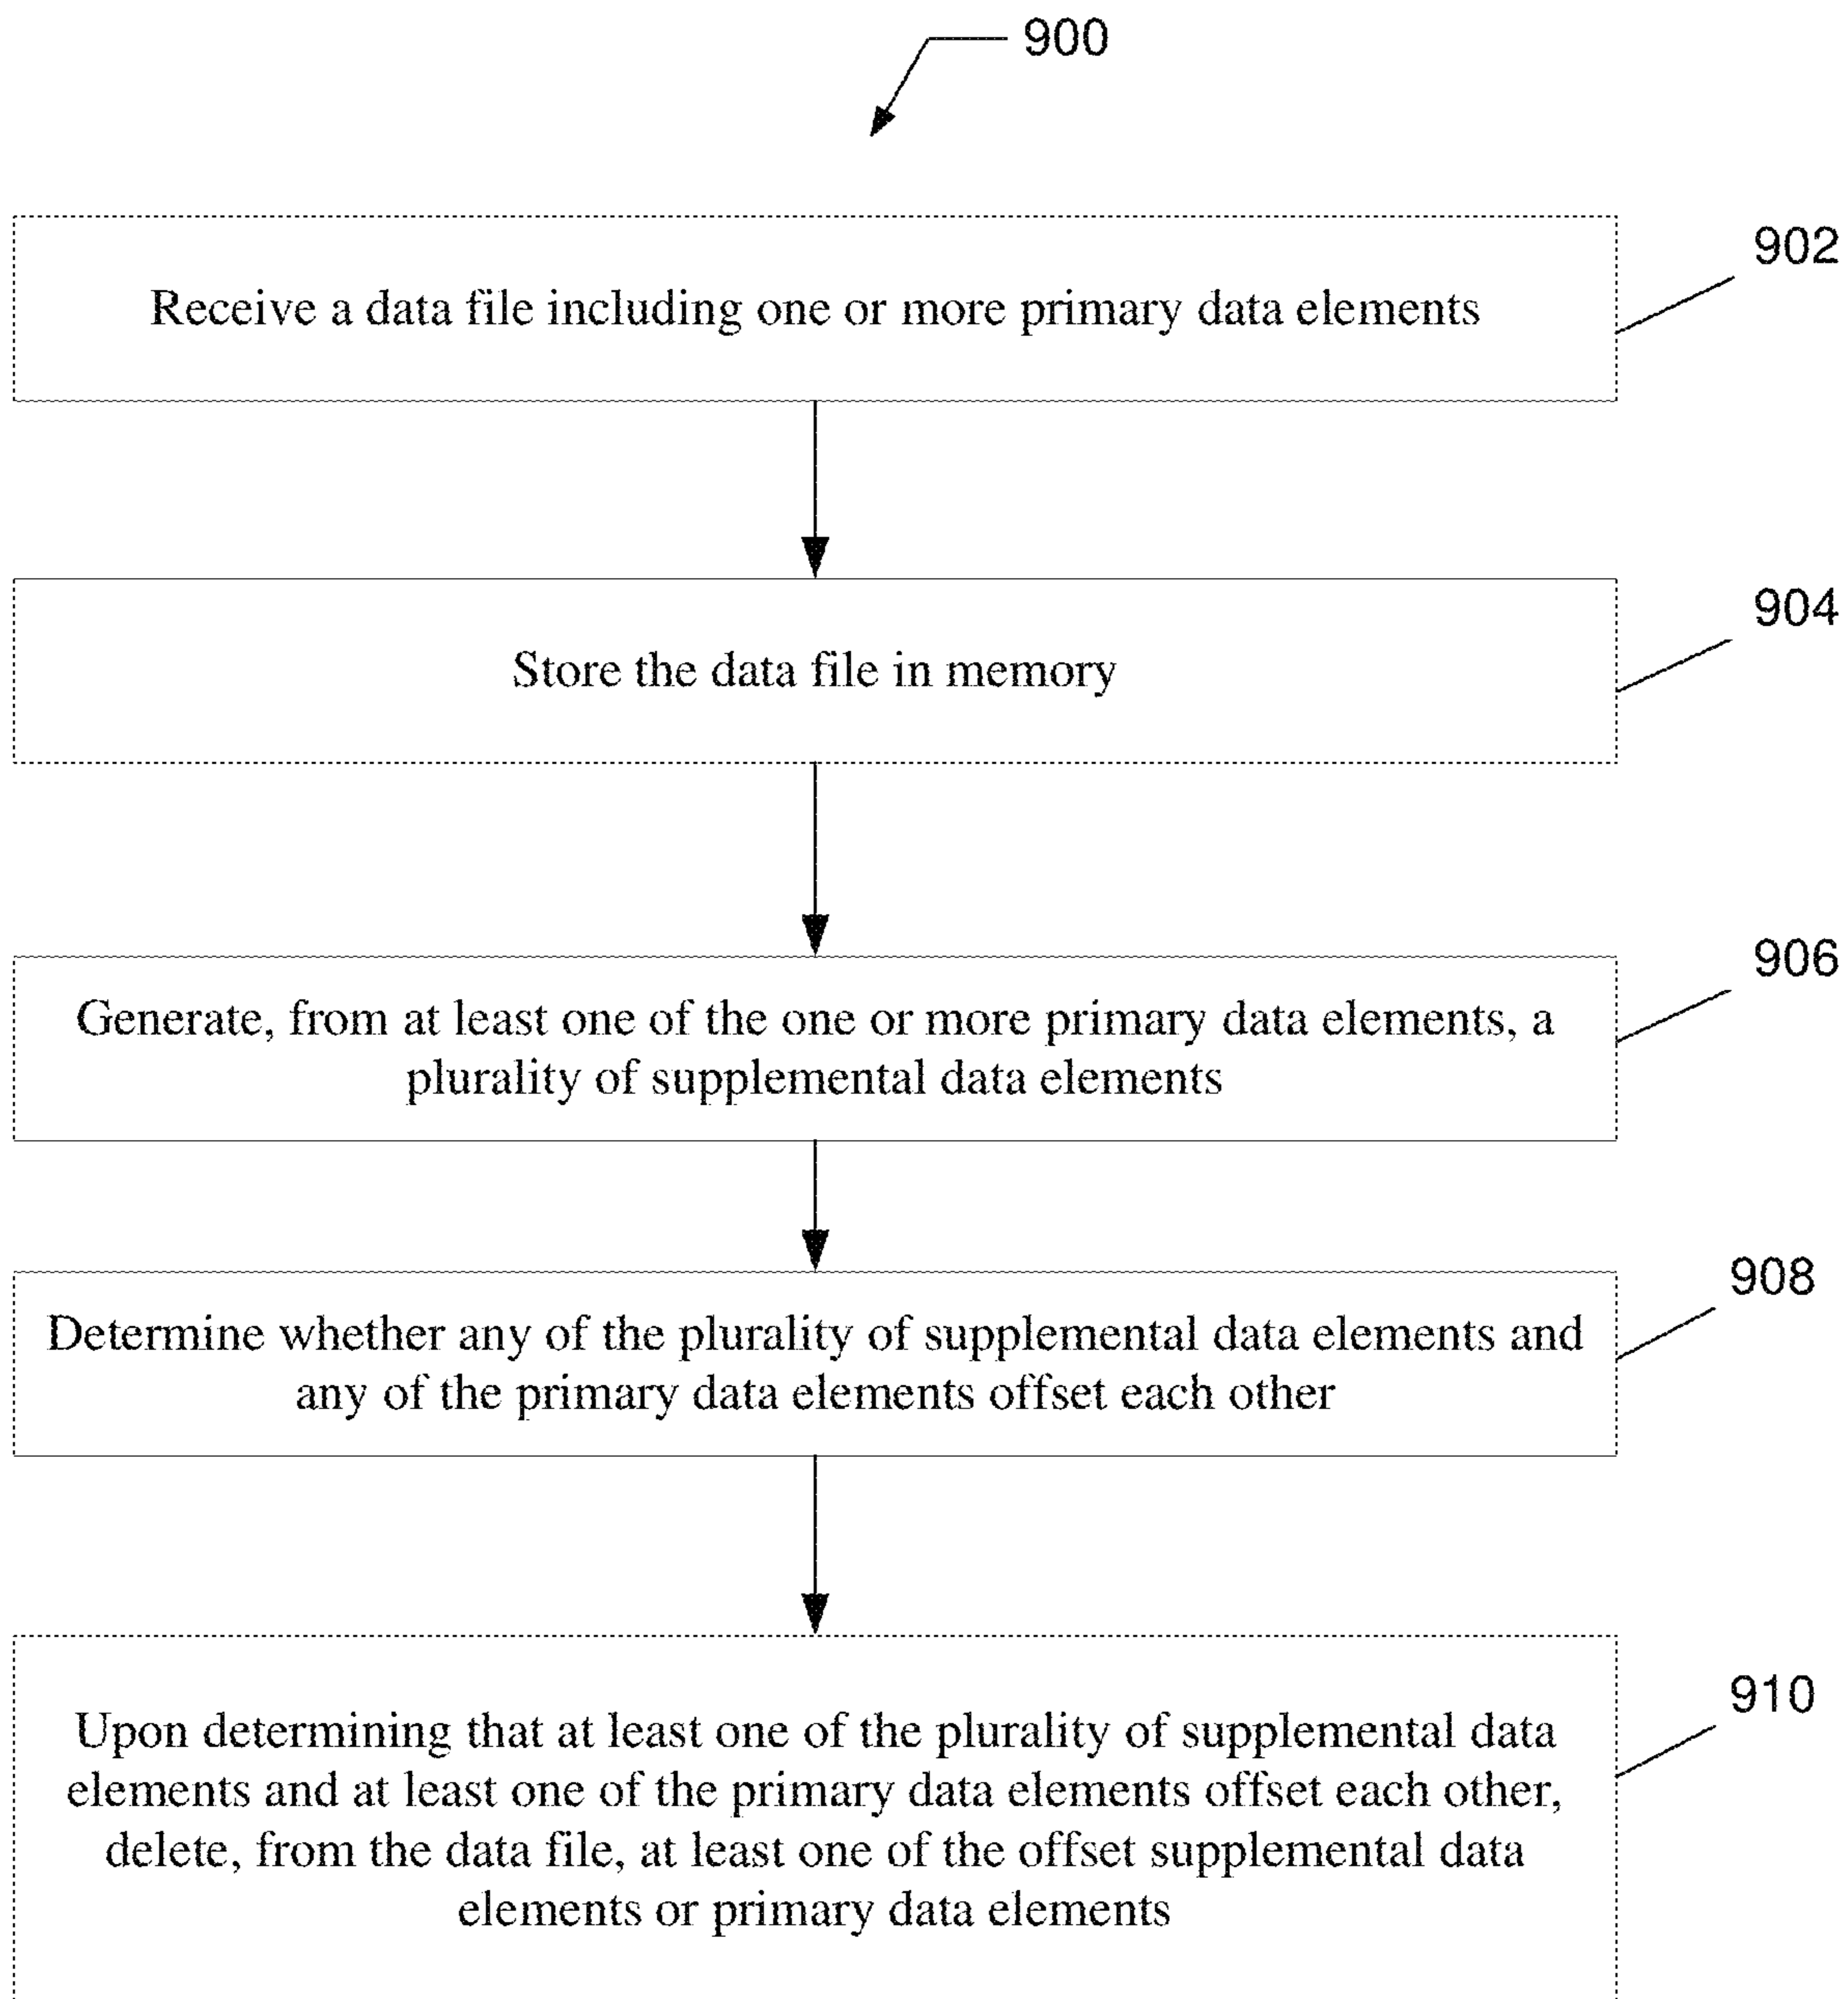 900
902
Receive a data file including one or more primary data elements
904
Store the data file in memory
906
Generate, from at least one of the one or more primary data elements, a
plurality of supplemental data elements
908
Determine whether any of the plurality of supplemental data elements and
any of the primary data elements offset each other
910
Upon determining that at least one of the plurality of supplemental data
elements and at least one of the primary data elements offset each other,
delete, from the data file, at least one of the offset supplemental data
elements or primary data elements